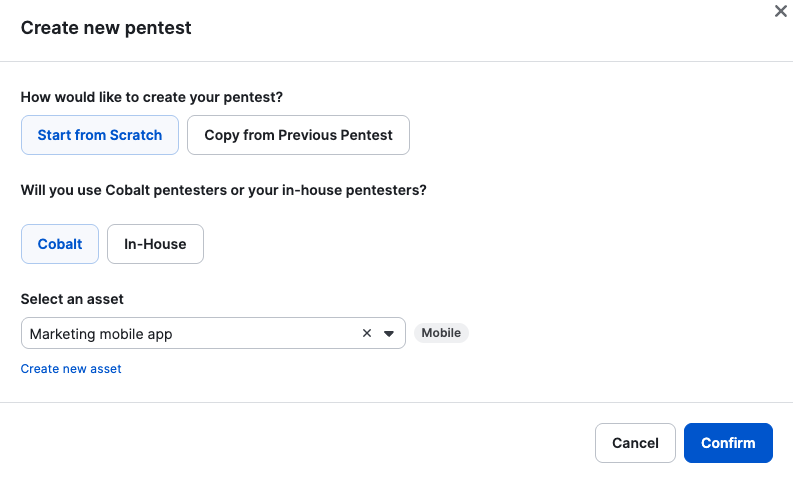 Create new pentest
How would like to create your pentest?
Start from Scratch
Copy from Previous Pentest
Will you use Cobalt pentesters or your in-house pentesters?
Cobalt
In-House
Select an asset
Marketing mobile app
Mobile
Create new asset
Cancel
Confirm